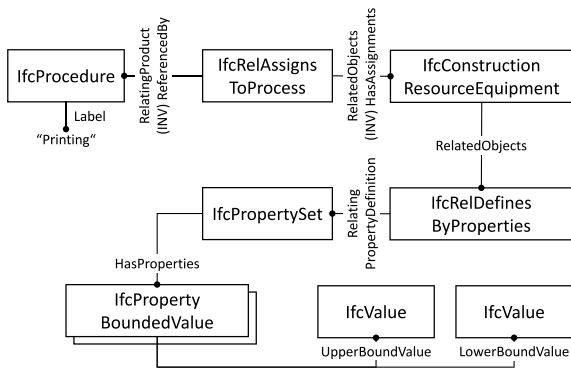 IfcProcedure
RelatingProduct
(INV) ReferencedBy
IfcRelAssigns
ToProcess
RelatedObjects
(INV) HasAssignments
IfcConstruction
ResourceEquipment
Label
“Printing“
RelatedObjects
IfcPropertySet
Relating
PropertyDefinition
IfcRelDefines
ByProperties
HasProperties
IfcProperty
BoundedValue
IfcValue
IfcValue
UpperBoundValue
LowerBoundValue